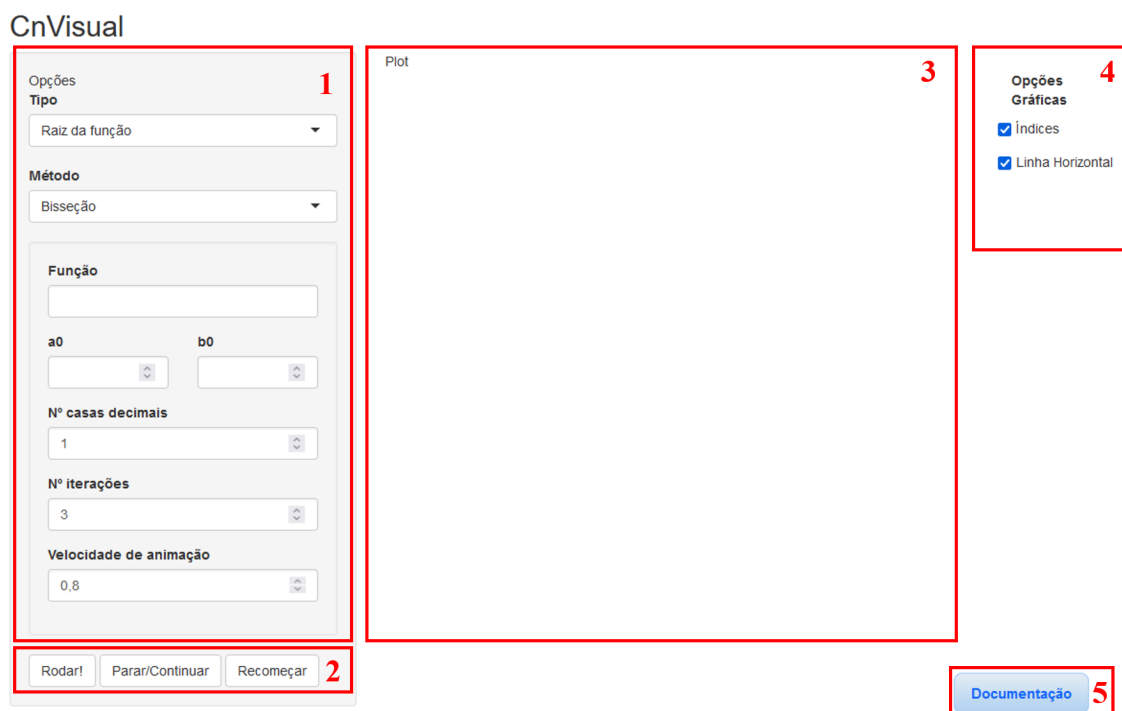 CnVisual
1
Opções
Tipo
Raiz da função
Método
Bisseção
Função
a0 b0
Nº casas decimais
1
Nº iterações
3
Velocidade de animação
0,8
Rodar! Parar/Continuar Recomeçar 2
Plot 3
4
Opções
Gráficas
Índices
Linha Horizontal
Documentação 5